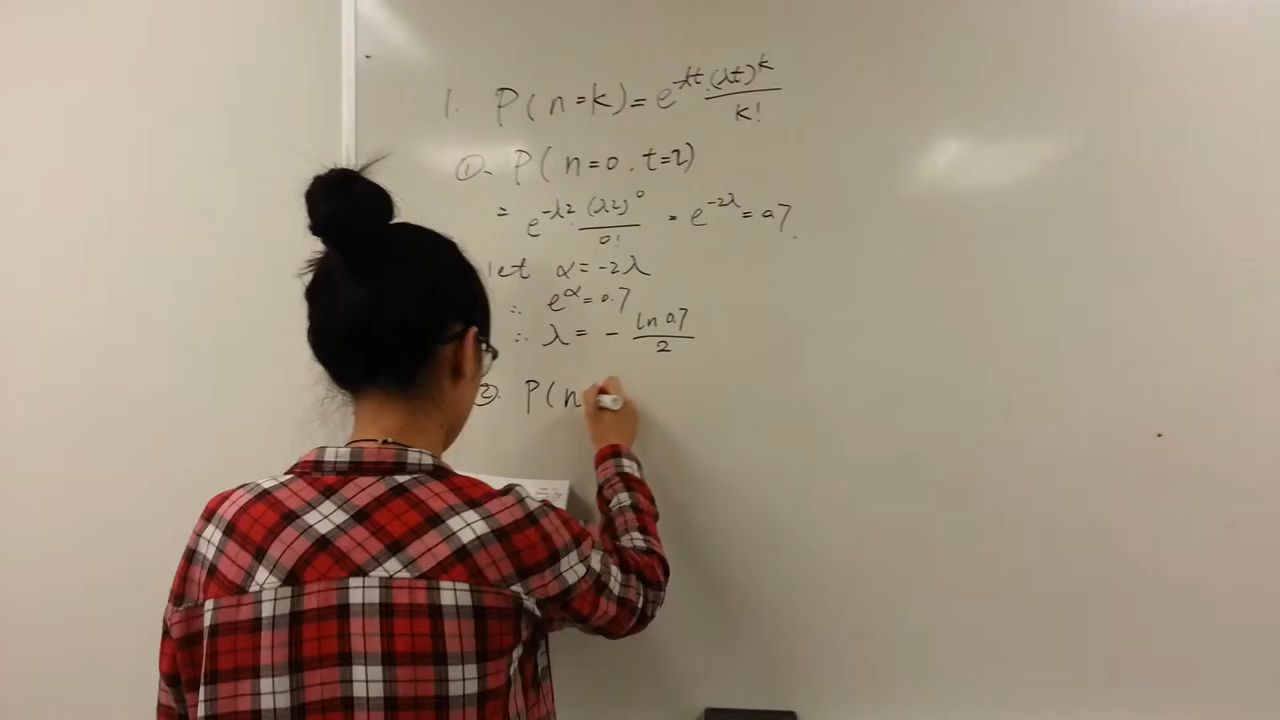 1. P(n=k)=e^{-λt}·(λt)^k/k!
①. P(n=0, t=2)
= e^{-λ2}·(λ2)^0/0! = e^{-2λ}=0.7.
let α=-2λ
∴ e^α=0.7
∴ λ = - ln 0.7/2
②. P(n